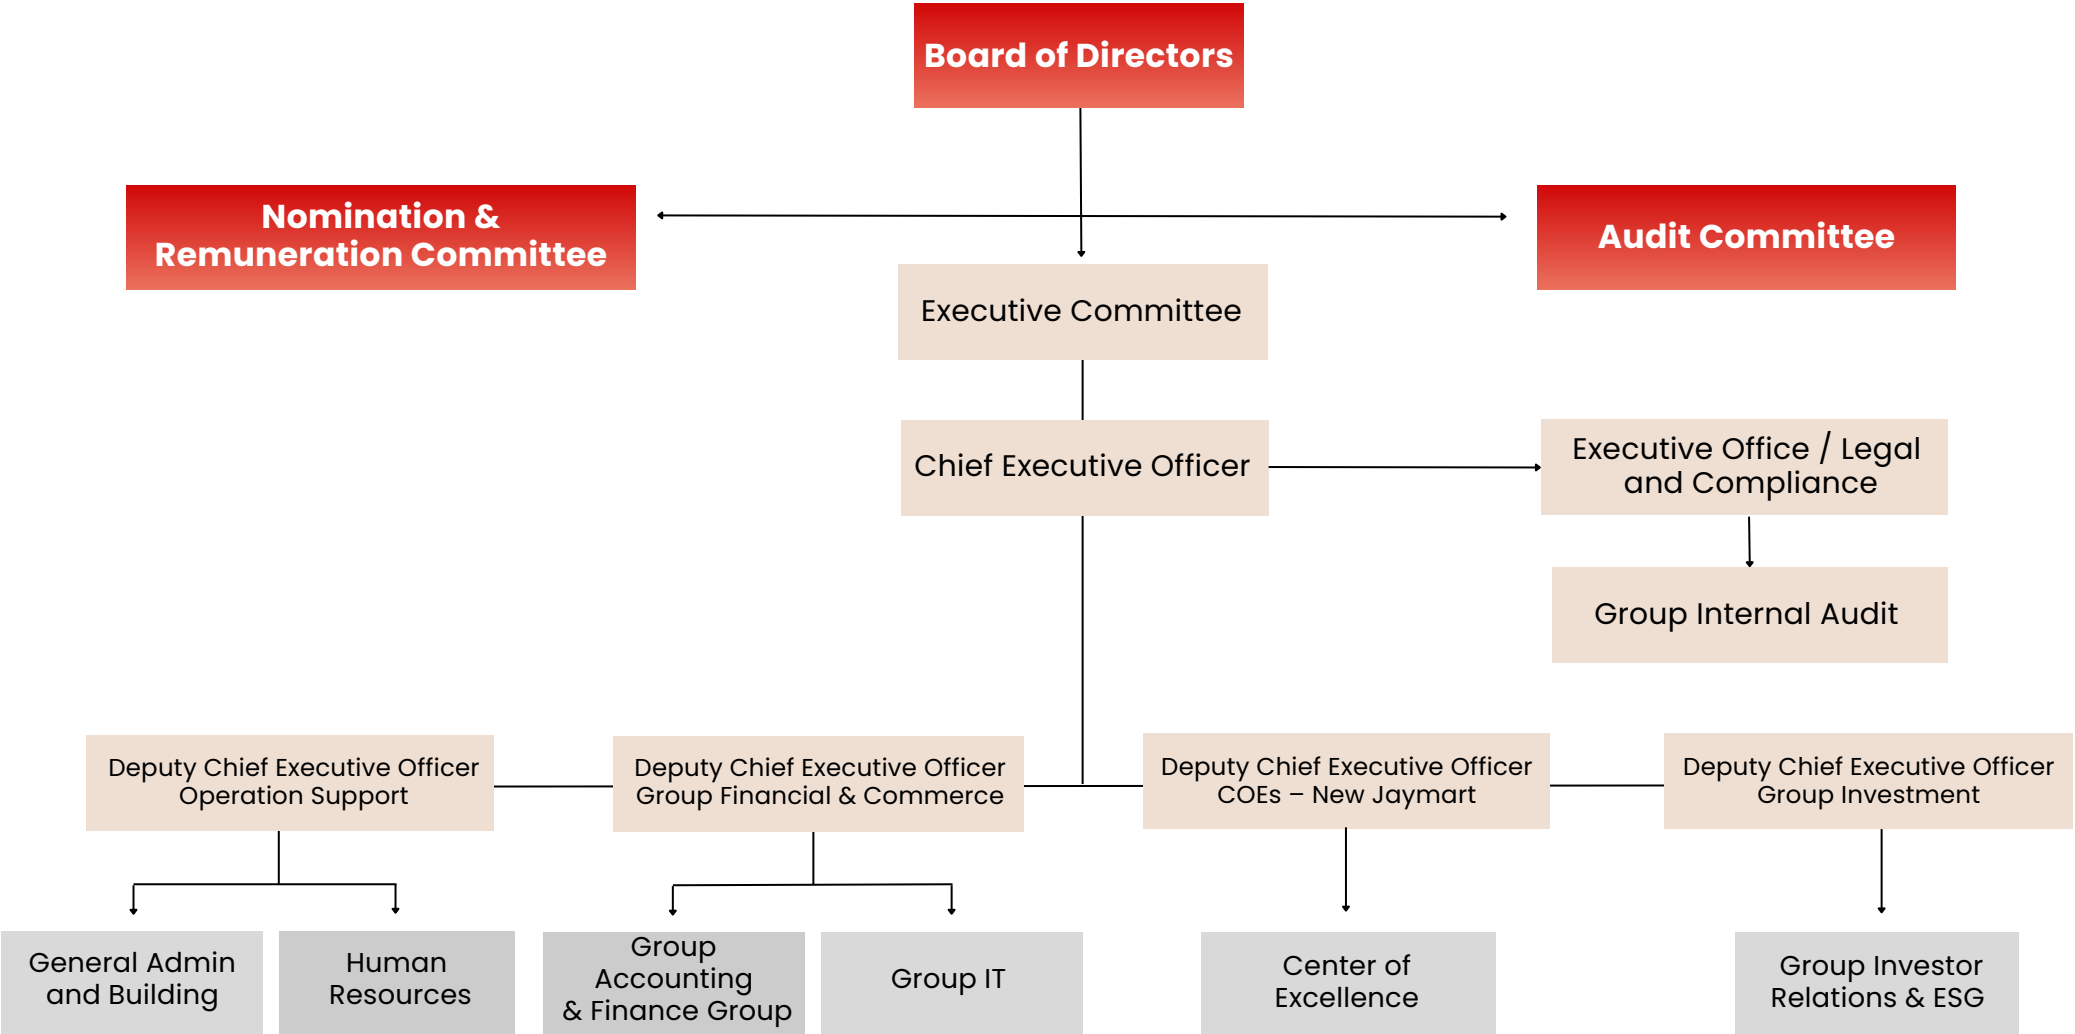 Board of Directors
Nomination &
Remuneration Committee
Audit Committee
Executive Committee
Chief Executive Officer
Executive Office / Legal
and Compliance
Group Internal Audit
Deputy Chief Executive Officer
Operation Support
Deputy Chief Executive Officer
Group Financial & Commerce
Deputy Chief Executive Officer
COEs – New Jaymart
Deputy Chief Executive Officer
Group Investment
General Admin
and Building
Human
Resources
Group
Accounting
& Finance Group
Group IT
Center of
Excellence
Group Investor
Relations & ESG